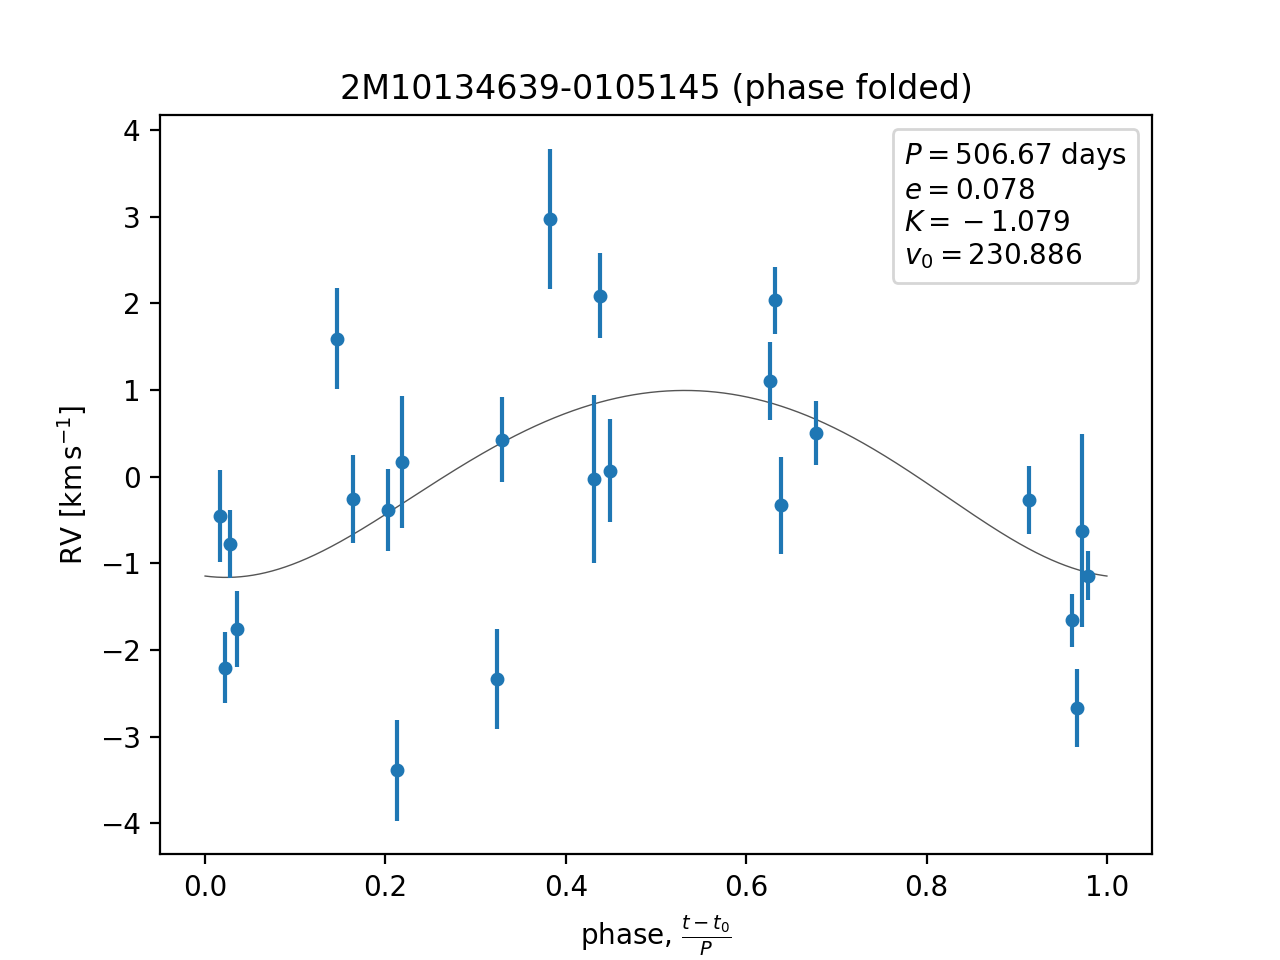 2M10134639-0105145 (phase folded)
P = 506.67 days
e = 0.078
K = −1.079
v₀ = 230.886
4
3
2
1
0
−1
−2
−3
−4
RV [km s⁻¹]
0.0 0.2 0.4 0.6 0.8 1.0
phase, (t − t₀)/P